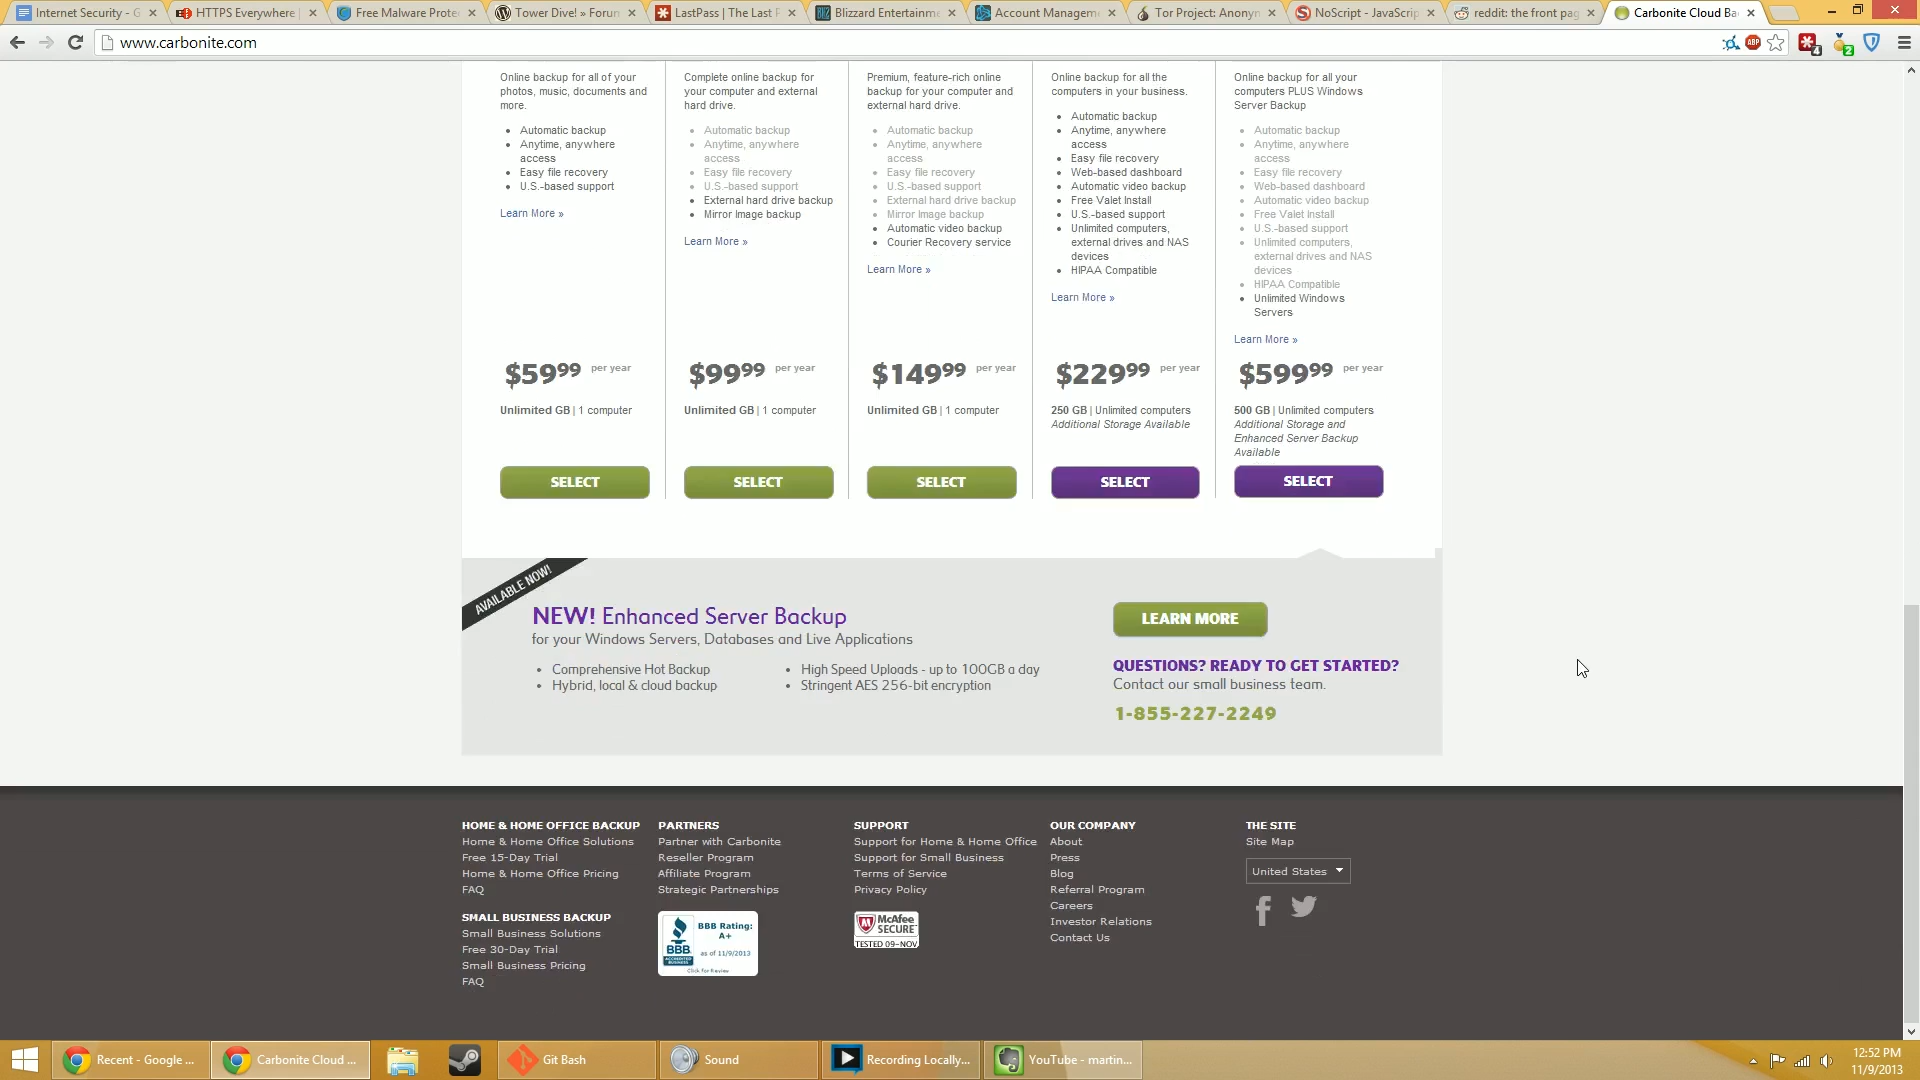 Internet Security - G
HTTPS Everywhere
Free Malware Prote
Tower Dive! » Forum
LastPass | The Last P
Blizzard Entertainme
Account Managem
Tor Project: Anonym
NoScript - JavaScrip
reddit: the front pag
Carbonite Cloud Ba
www.carbonite.com
Online backup for all of your
photos, music, documents and
more.
Automatic backup
Anytime, anywhere
access
Easy file recovery
U.S.-based support
Learn More »
$59⁹⁹ per year
Unlimited GB | 1 computer
SELECT
Complete online backup for
your computer and external
hard drive.
Automatic backup
Anytime, anywhere
access
Easy file recovery
U.S.-based support
External hard drive backup
Mirror Image backup
Learn More »
$99⁹⁹ per year
Unlimited GB | 1 computer
SELECT
Premium, feature-rich online
backup for your computer and
external hard drive.
Automatic backup
Anytime, anywhere
access
Easy file recovery
U.S.-based support
External hard drive backup
Mirror Image backup
Automatic video backup
Courier Recovery service
Learn More »
$149⁹⁹ per year
Unlimited GB | 1 computer
SELECT
Online backup for all the
computers in your business.
Automatic backup
Anytime, anywhere
access
Easy file recovery
Web-based dashboard
Automatic video backup
Free Valet Install
U.S.-based support
Unlimited computers,
external drives and NAS
devices
HIPAA Compatible
Learn More »
$229⁹⁹ per year
250 GB | Unlimited computers
Additional Storage Available
SELECT
Online backup for all your
computers PLUS Windows
Server Backup
Automatic backup
Anytime, anywhere
access
Easy file recovery
Web-based dashboard
Automatic video backup
Free Valet Install
U.S.-based support
Unlimited computers,
external drives and NAS
devices
HIPAA Compatible
Unlimited Windows
Servers
Learn More »
$599⁹⁹ per year
500 GB | Unlimited computers
Additional Storage and
Enhanced Server Backup
Available
SELECT
AVAILABLE NOW!
NEW! Enhanced Server Backup
for your Windows Servers, Databases and Live Applications
Comprehensive Hot Backup
Hybrid, local & cloud backup
High Speed Uploads - up to 100GB a day
Stringent AES 256-bit encryption
LEARN MORE
QUESTIONS? READY TO GET STARTED?
Contact our small business team.
1-855-227-2249
HOME & HOME OFFICE BACKUP
Home & Home Office Solutions
Free 15-Day Trial
Home & Home Office Pricing
FAQ
SMALL BUSINESS BACKUP
Small Business Solutions
Free 30-Day Trial
Small Business Pricing
FAQ
PARTNERS
Partner with Carbonite
Reseller Program
Affiliate Program
Strategic Partnerships
BBB Rating:
A+
as of 11/9/2013
Click for Review
BBB
ACCREDITED
BUSINESS
SUPPORT
Support for Home & Home Office
Support for Small Business
Terms of Service
Privacy Policy
McAfee
SECURE
TESTED 09-NOV
OUR COMPANY
About
Press
Blog
Referral Program
Careers
Investor Relations
Contact Us
THE SITE
Site Map
United States
Recent - Google ...
Carbonite Cloud ...
Git Bash
Sound
Recording Locally...
YouTube - martin...
12:52 PM
11/9/2013